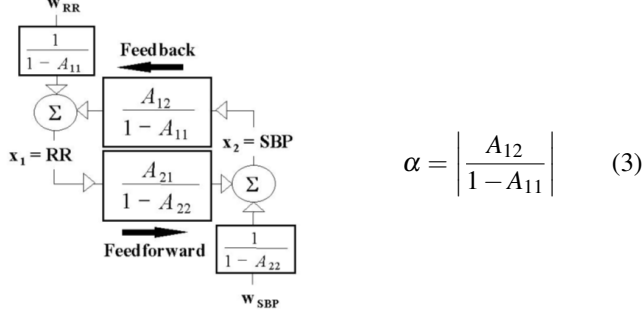 w_RR
1
1 − A_11
Feedback
Σ
A_12
1 − A_11
x_1 = RR
x_2 = SBP
A_21
1 − A_22
Σ
Feedforward
1
1 − A_22
w_SBP
α = | A_12 / (1 − A_11) | (3)